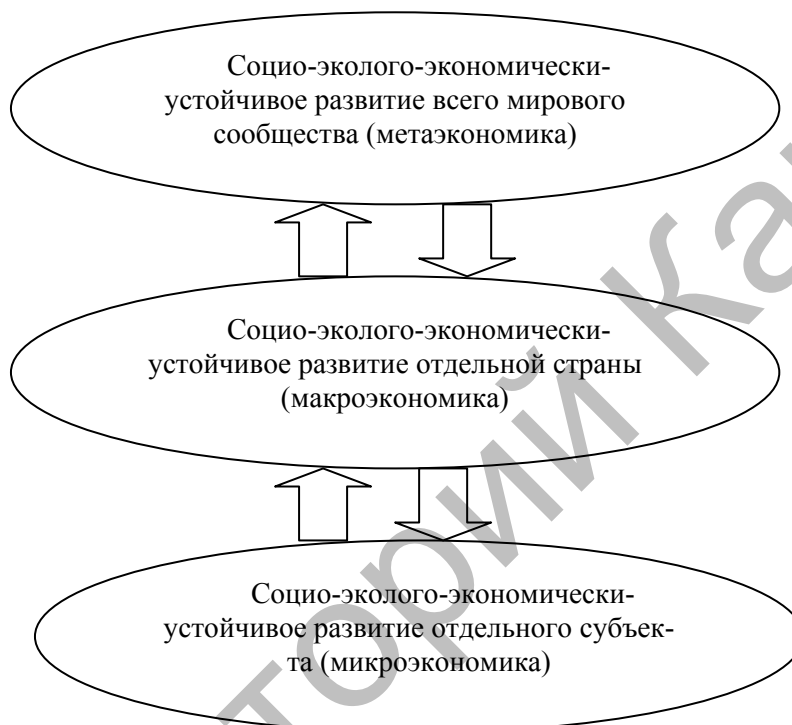 Социо-эколого-экономически-
устойчивое развитие всего мирового
сообщества (метаэкономика)
Социо-эколого-экономически-
устойчивое развитие отдельной страны
(макроэкономика)
Социо-эколого-экономически-
устойчивое развитие отдельного субъек-
та (микроэкономика)